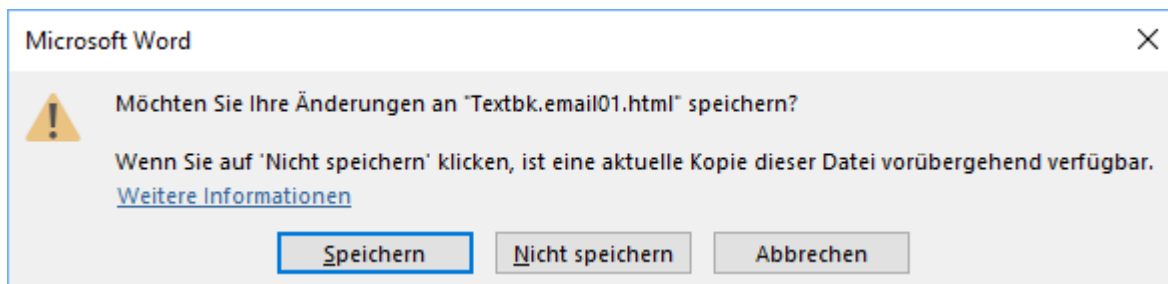 Microsoft Word
Möchten Sie Ihre Änderungen an "Textbk.email01.html" speichern?
Wenn Sie auf 'Nicht speichern' klicken, ist eine aktuelle Kopie dieser Datei vorübergehend verfügbar.
Weitere Informationen
Speichern Nicht speichern Abbrechen